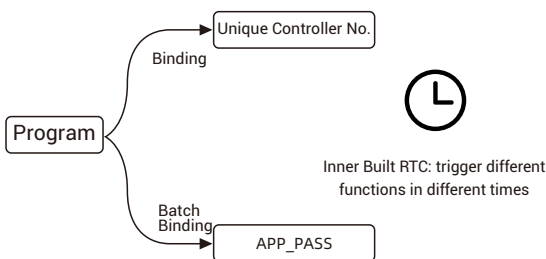 Unique Controller No.
Binding
Program
Inner Built RTC: trigger different
functions in different times
Batch
Binding
APP_PASS